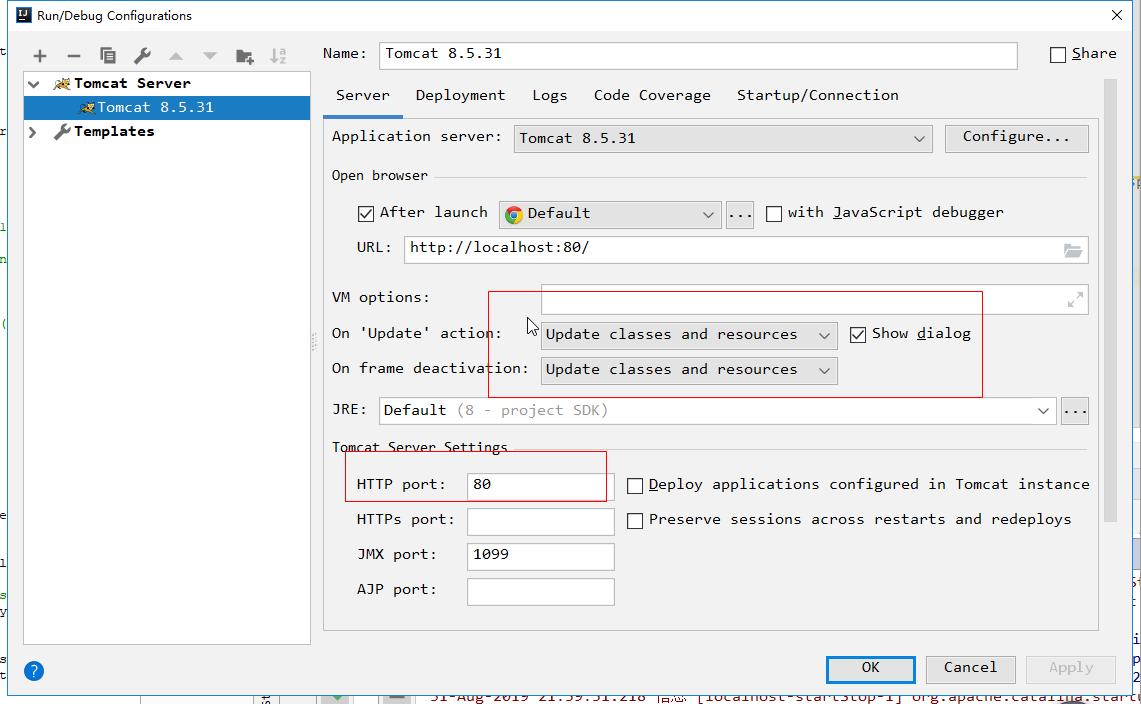 Run/Debug Configurations
Name: Tomcat 8.5.31 Share
Tomcat Server
Tomcat 8.5.31
Templates
Server Deployment Logs Code Coverage Startup/Connection
Application server: Tomcat 8.5.31 Configure...
Open browser
After launch Default ... with JavaScript debugger
URL: http://localhost:80/
VM options:
On 'Update' action: Update classes and resources Show dialog
On frame deactivation: Update classes and resources
JRE: Default (8 - project SDK) ...
Tomcat Server Settings
HTTP port: 80 Deploy applications configured in Tomcat instance
HTTPs port: Preserve sessions across restarts and redeploys
JMX port: 1099
AJP port:
? OK Cancel Apply
31-Aug-2019 21:59:51.218 信息 [localhost-startStop-1] org.apache.catalina.startu